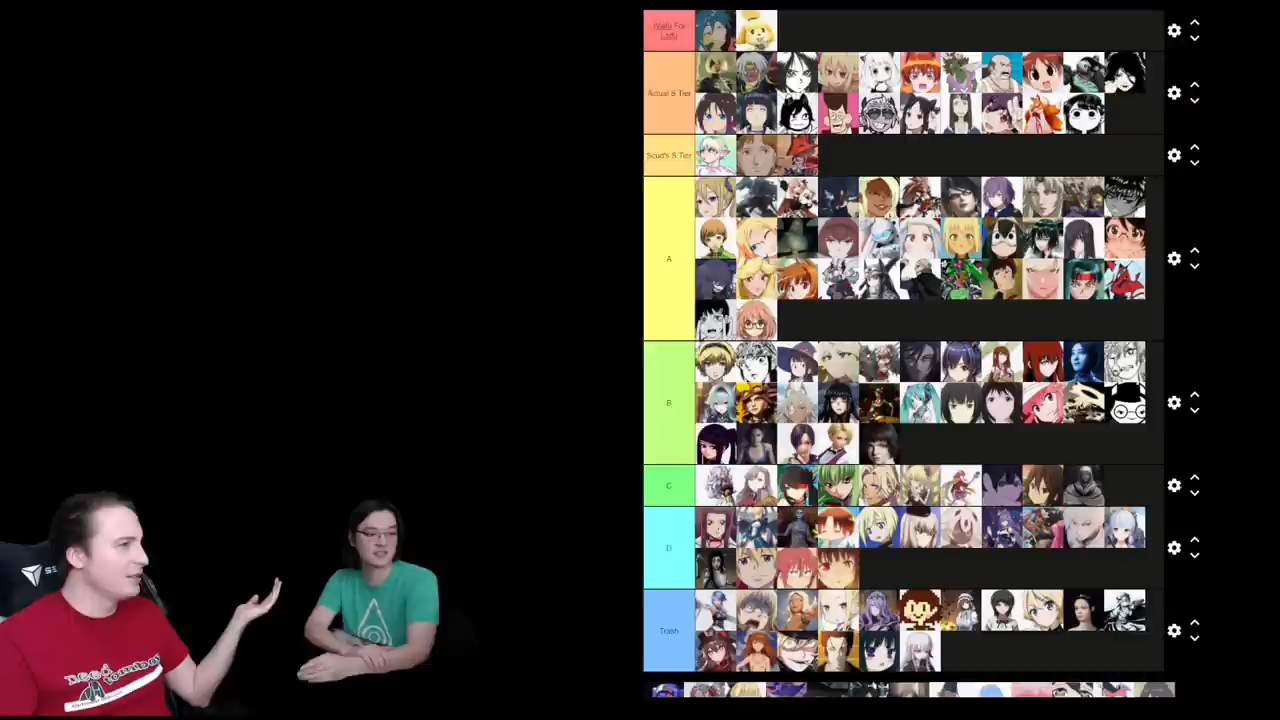 Waifu For
Laifu
Actual S Tier
Scud's S Tier
A
B
C
D
Trash